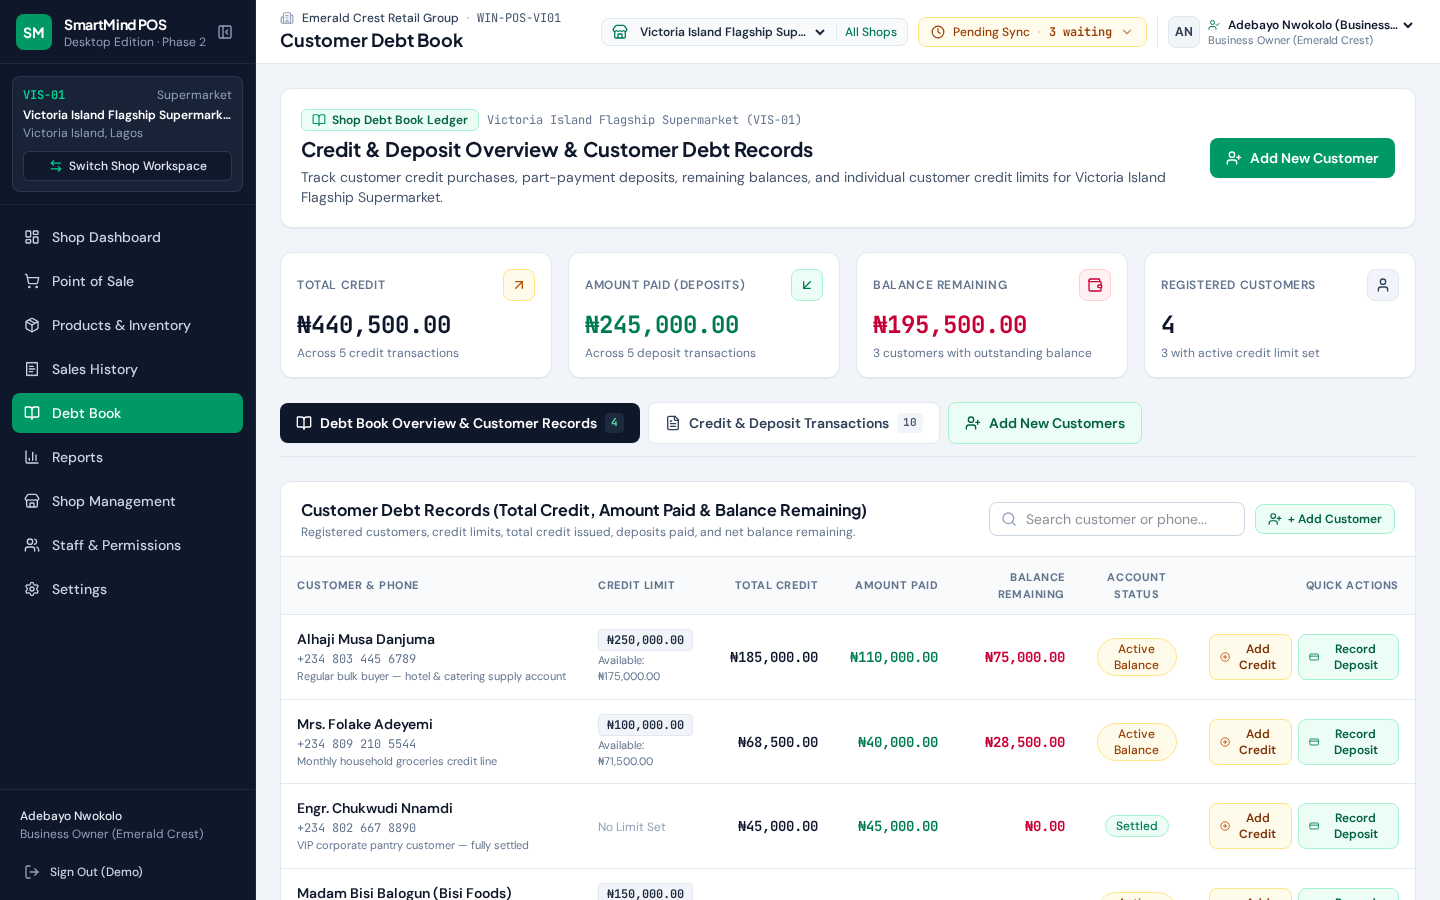 SM
SmartMind POS
Desktop Edition · Phase 2
VIS-01
Supermarket
Victoria Island Flagship Supermark...
Victoria Island, Lagos
Switch Shop Workspace
Shop Dashboard
Point of Sale
Products & Inventory
Sales History
Debt Book
Reports
Shop Management
Staff & Permissions
Settings
Adebayo Nwokolo
Business Owner (Emerald Crest)
Sign Out (Demo)
Emerald Crest Retail Group · WIN-POS-VI01
Customer Debt Book
Victoria Island Flagship Sup...
All Shops
Pending Sync · 3 waiting
AN
Adebayo Nwokolo (Business...
Business Owner (Emerald Crest)
Shop Debt Book Ledger
Victoria Island Flagship Supermarket (VIS-01)
Credit & Deposit Overview & Customer Debt Records
Track customer credit purchases, part-payment deposits, remaining balances, and individual customer credit limits for Victoria Island
Flagship Supermarket.
Add New Customer
TOTAL CREDIT
₦440,500.00
Across 5 credit transactions
AMOUNT PAID (DEPOSITS)
₦245,000.00
Across 5 deposit transactions
BALANCE REMAINING
₦195,500.00
3 customers with outstanding balance
REGISTERED CUSTOMERS
4
3 with active credit limit set
Debt Book Overview & Customer Records 4
Credit & Deposit Transactions 10
Add New Customers
Customer Debt Records (Total Credit, Amount Paid & Balance Remaining)
Registered customers, credit limits, total credit issued, deposits paid, and net balance remaining.
Search customer or phone...
+ Add Customer
CUSTOMER & PHONE
CREDIT LIMIT
TOTAL CREDIT
AMOUNT PAID
BALANCE
REMAINING
ACCOUNT
STATUS
QUICK ACTIONS
Alhaji Musa Danjuma
+234 803 445 6789
Regular bulk buyer — hotel & catering supply account
₦250,000.00
Available:
₦175,000.00
₦185,000.00
₦110,000.00
₦75,000.00
Active
Balance
Add
Credit
Record
Deposit
Mrs. Folake Adeyemi
+234 809 210 5544
Monthly household groceries credit line
₦100,000.00
Available:
₦71,500.00
₦68,500.00
₦40,000.00
₦28,500.00
Active
Balance
Add
Credit
Record
Deposit
Engr. Chukwudi Nnamdi
+234 802 667 8890
VIP corporate pantry customer — fully settled
No Limit Set
₦45,000.00
₦45,000.00
₦0.00
Settled
Add
Credit
Record
Deposit
Madam Bisi Balogun (Bisi Foods)
₦150,000.00